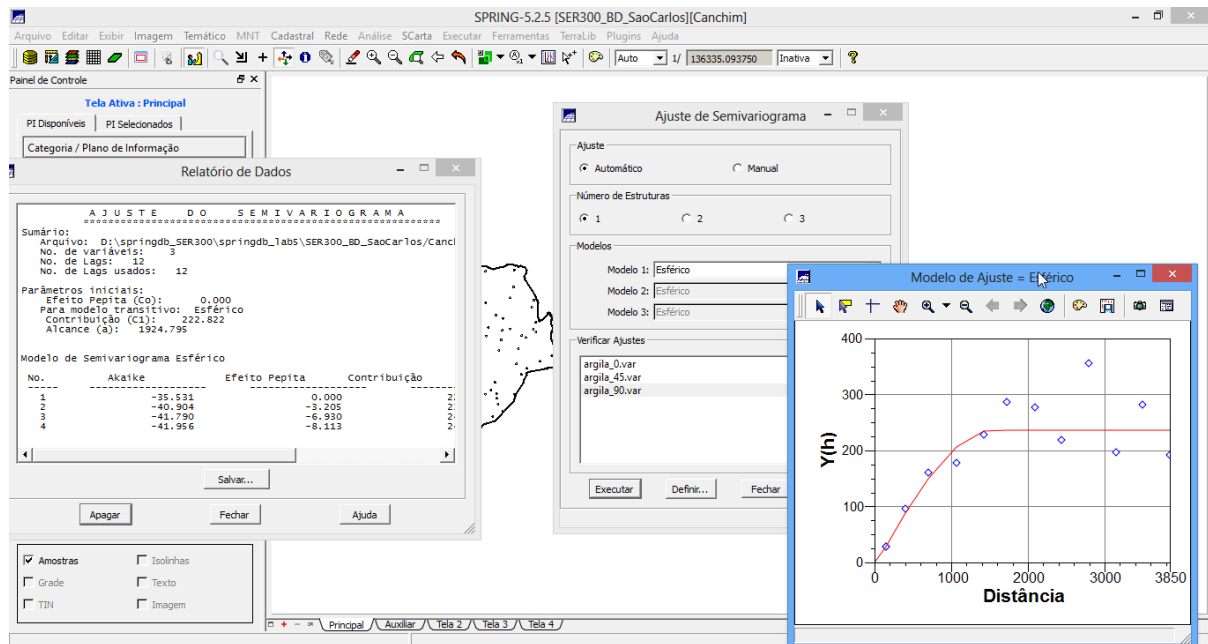 SPRING-5.2.5 [SER300_BD_SaoCarlos][Canchim]
Arquivo Editar Exibir Imagem Temático MNT Cadastral Rede Análise SCarta Executar Ferramentas TerraLib Plugins Ajuda
Auto 1/ 136335.093750 Inativa
Painel de Controle
Tela Ativa : Principal
PI Disponíveis PI Selecionados
Categoria / Plano de Informação
Relatório de Dados
A J U S T E D O S E M I V A R I O G R A M A
Sumário:
Arquivo: D:\springdb_SER300\springdb_lab5\SER300_BD_SaoCarlos/Canch
No. de variáveis: 3
No. de Lags: 12
No. de Lags usados: 12
Parâmetros iniciais:
Efeito Pepita (Co): 0.000
Para modelo transitivo: Esférico
Contribuição (C1): 222.822
Alcance (a): 1924.795
Modelo de Semivariograma Esférico
No. Akaike Efeito Pepita Contribuição
1 -35.531 0.000
2 -40.904 -3.205
3 -41.790 -6.930
4 -41.956 -8.113
Salvar...
Apagar Fechar Ajuda
Amostras Isolinhas
Grade Texto
TIN Imagem
Principal Auxiliar Tela 2 Tela 3 Tela 4
Ajuste de Semivariograma
Ajuste
Automático Manual
Número de Estruturas
1 2 3
Modelos
Modelo 1: Esférico
Modelo 2: Esférico
Modelo 3: Esférico
Verificar Ajustes
argila_0.var
argila_45.var
argila_90.var
Executar Definir... Fechar
Modelo de Ajuste = Esférico
400
300
200
100
0
Y(h)
0 1000 2000 3000 3850
Distância